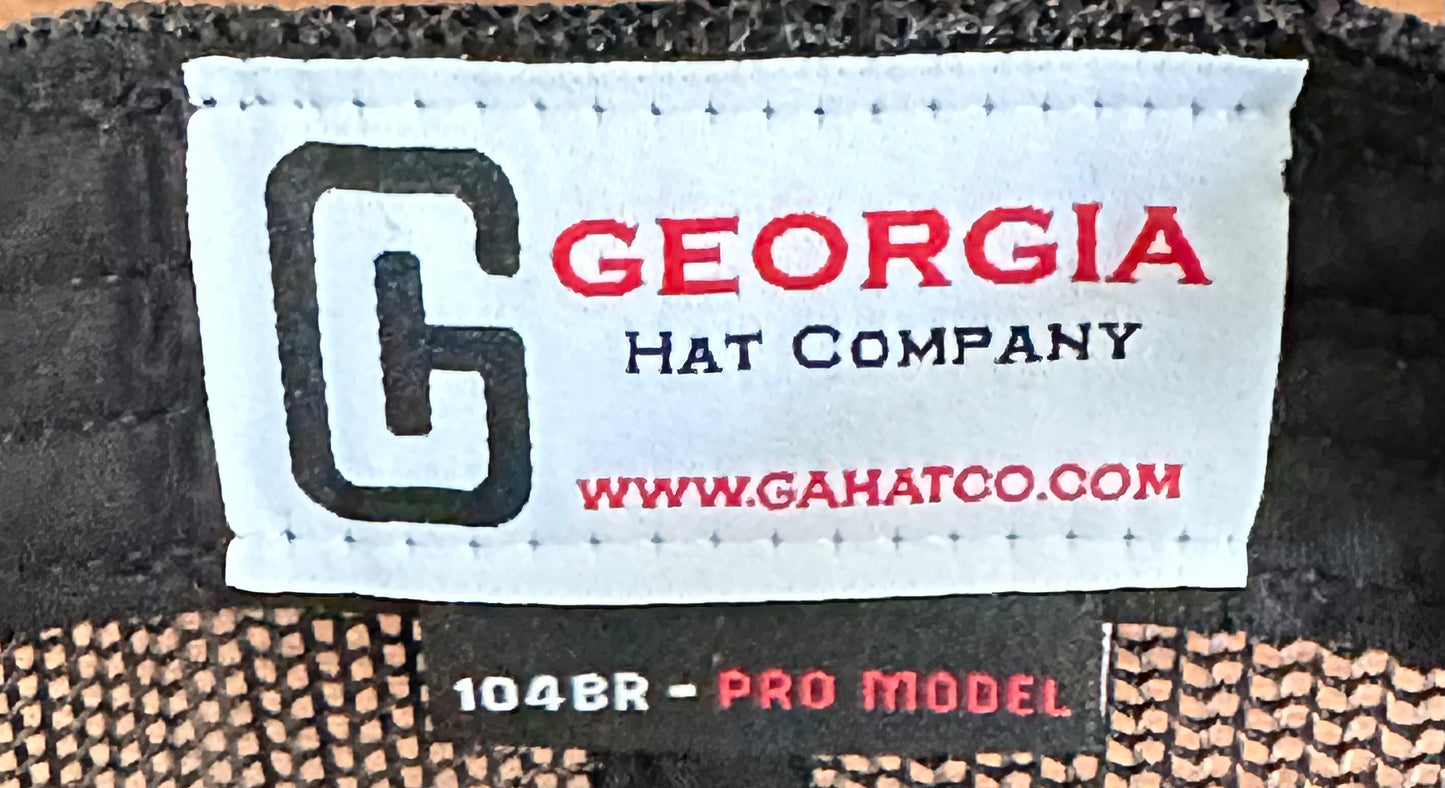 G
GEORGIA
HAT COMPANY
WWW.GAHATCO.COM
104BR - PRO MODEL